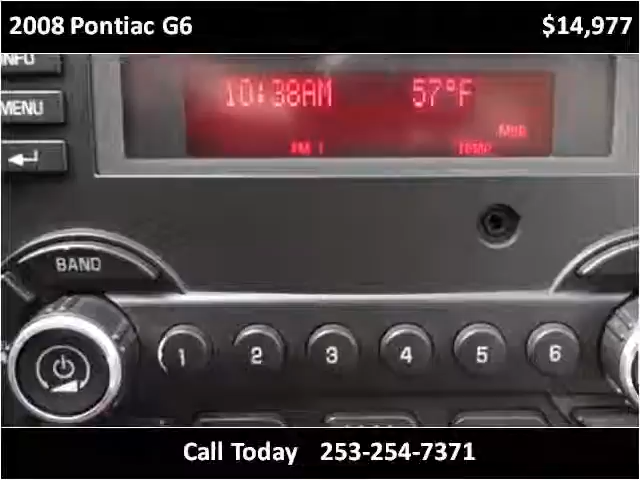 2008 Pontiac G6 $14,977
INFO
MENU
10:38AM 57°F
FM 1 TEMP
BAND
1 2 3 4 5 6
Call Today 253-254-7371